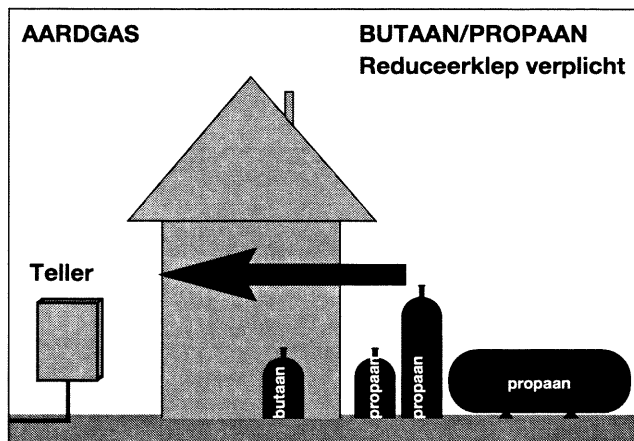 AARDGAS
BUTAAN/PROPAAN
Reduceerklep verplicht
Teller
butaan
propaan
propaan
propaan